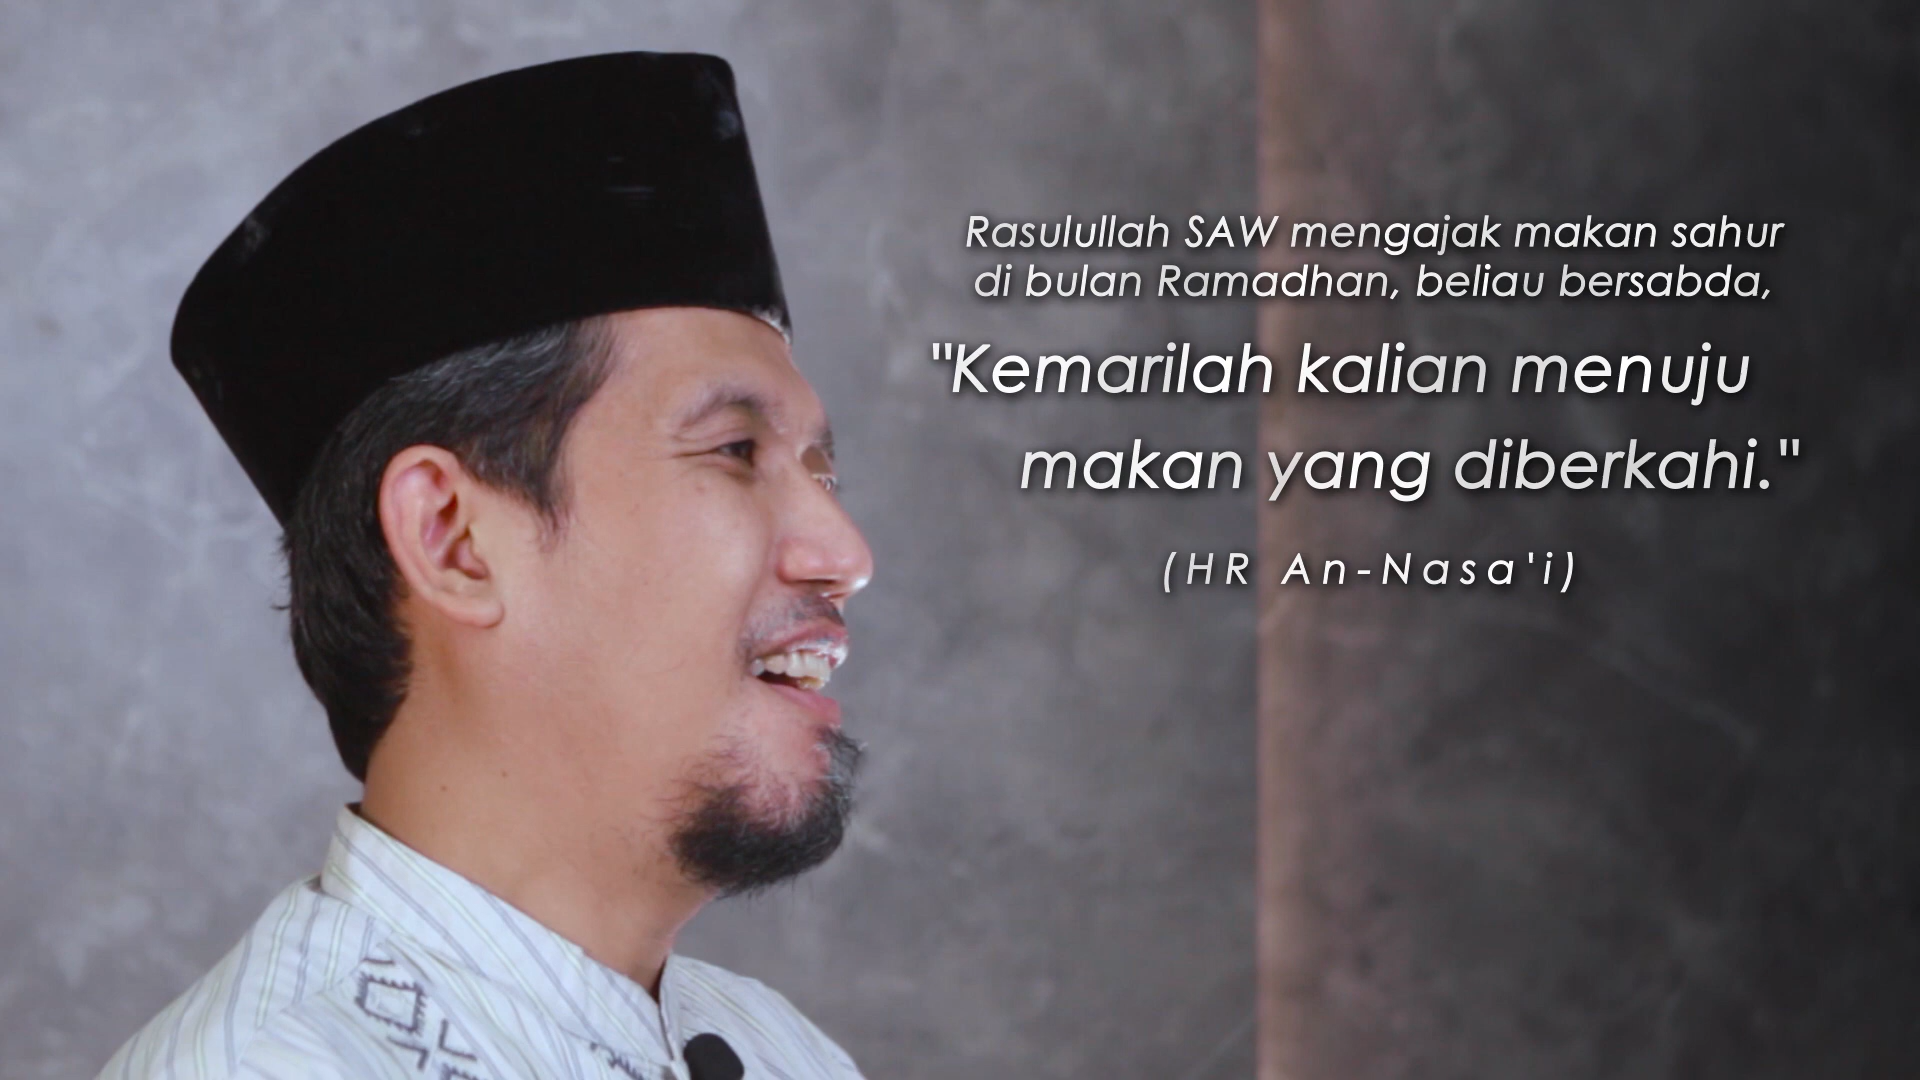 Rasulullah SAW mengajak makan sahur
di bulan Ramadhan, beliau bersabda,
"Kemarilah kalian menuju
makan yang diberkahi."
(HR An-Nasa'i)